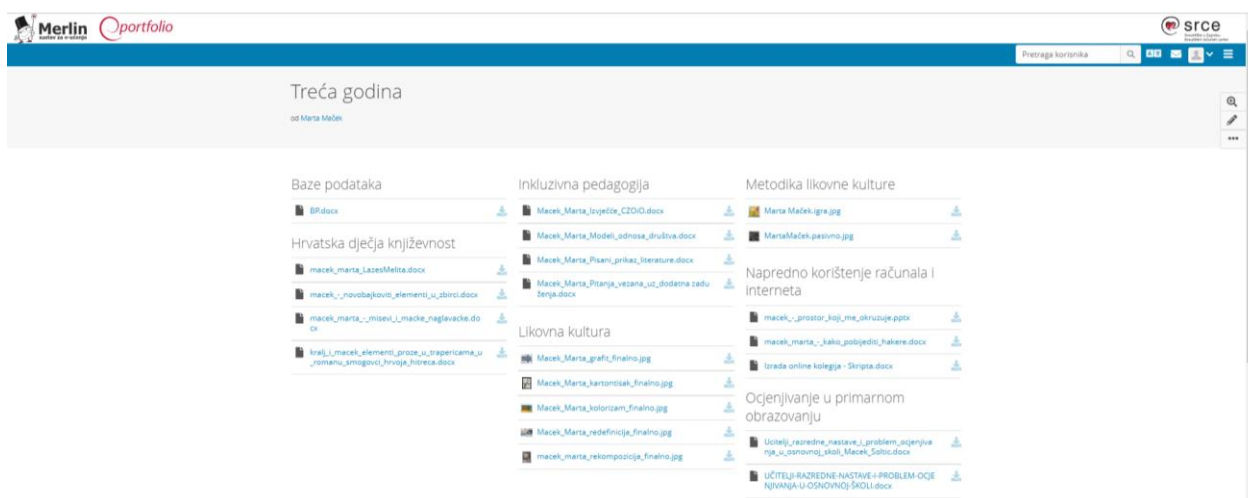 Merlin
sustav za e-učenje
portfolio
srce
Pretraga korisnika
Treća godina
od Marta Maček
Baze podataka
BP.docx
Hrvatska dječja književnost
macek_marta_LazesMelita.docx
macek_-_novobajkoviti_elementi_u_zbirci.docx
macek_marta_-_misevi_i_macke_naglavacke.do
cx
kralj_i_macek_elementi_proze_u_trapericama_u
_romanu_smogovci_hrvoja_hitreca.docx
Inkluzivna pedagogija
Macek_Marta_Izvješće_CZOiO.docx
Macek_Marta_Modeli_odnosa_društva.docx
Macek_Marta_Pisani_prikaz_literature.docx
Macek_Marta_Pitanja_vezana_uz_dodatna zadu
ženja.docx
Likovna kultura
Macek_Marta_grafit_finalno.jpg
Macek_Marta_kartontisak_finalno.jpg
Macek_Marta_kolorizam_finalno.jpg
Macek_Marta_redefinicija_finalno.jpg
macek_marta_rekompozicija_finalno.jpg
Metodika likovne kulture
Marta Maček.igra.jpg
MartaMaček.pasivno.jpg
Napredno korištenje računala i
interneta
macek_-_prostor_koji_me_okruzuje.pptx
macek_marta_-_kako_pobijediti_hakere.docx
Izrada online kolegija - Skripta.docx
Ocjenjivanje u primarnom
obrazovanju
Ucitelji_razredne_nastave_i_problem_ocjenjiva
nja_u_osnovnoj_skoli_Macek_Soltic.docx
UČITELJI-RAZREDNE-NASTAVE-I-PROBLEM-OCJE
NJIVANJA-U-OSNOVNOJ-ŠKOLI.docx